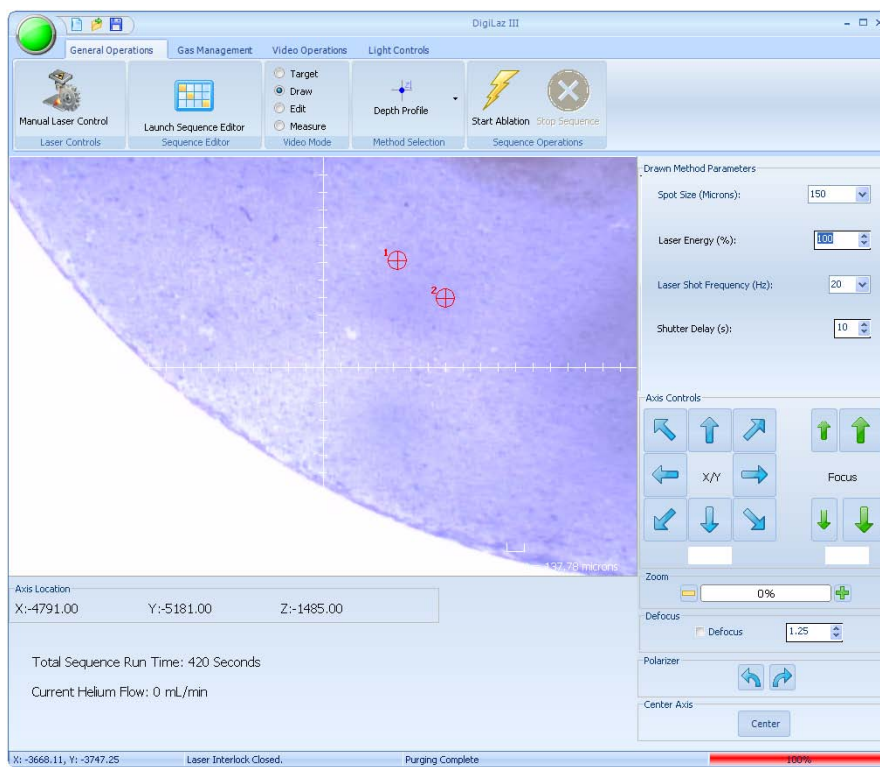 DigiLaz III
General Operations Gas Management Video Operations Light Controls
Target
Draw
Edit
Measure
Manual Laser Control
Launch Sequence Editor
Depth Profile
Start Ablation Stop Sequence
Laser Controls Sequence Editor Video Mode Method Selection Sequence Operations
1
2
137.78 microns
Drawn Method Parameters
Spot Size (Microns): 150
Laser Energy (%): 100
Laser Shot Frequency (Hz): 20
Shutter Delay (s): 10
Axis Controls
X/Y Focus
Zoom
0%
Defocus
Defocus 1.25
Polarizer
Center Axis
Center
Axis Location
X:-4791.00 Y:-5181.00 Z:-1485.00
Total Sequence Run Time: 420 Seconds
Current Helium Flow: 0 mL/min
X: -3668.11, Y: -3747.25 Laser Interlock Closed. Purging Complete 100%